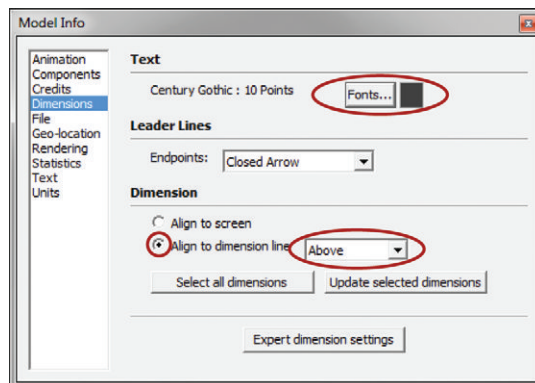 Model Info
Animation
Components
Credits
Dimensions
File
Geo-location
Rendering
Statistics
Text
Units
Text
Century Gothic : 10 Points
Fonts...
Leader Lines
Endpoints:
Closed Arrow
Dimension
Align to screen
Align to dimension line
Above
Select all dimensions
Update selected dimensions
Expert dimension settings